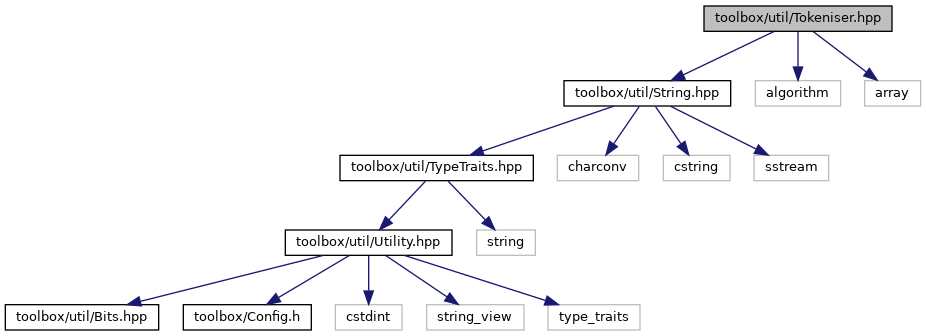 toolbox/util/Tokeniser.hpp
toolbox/util/String.hpp
algorithm
array
toolbox/util/TypeTraits.hpp
charconv
cstring
sstream
toolbox/util/Utility.hpp
string
toolbox/util/Bits.hpp
toolbox/Config.h
cstdint
string_view
type_traits